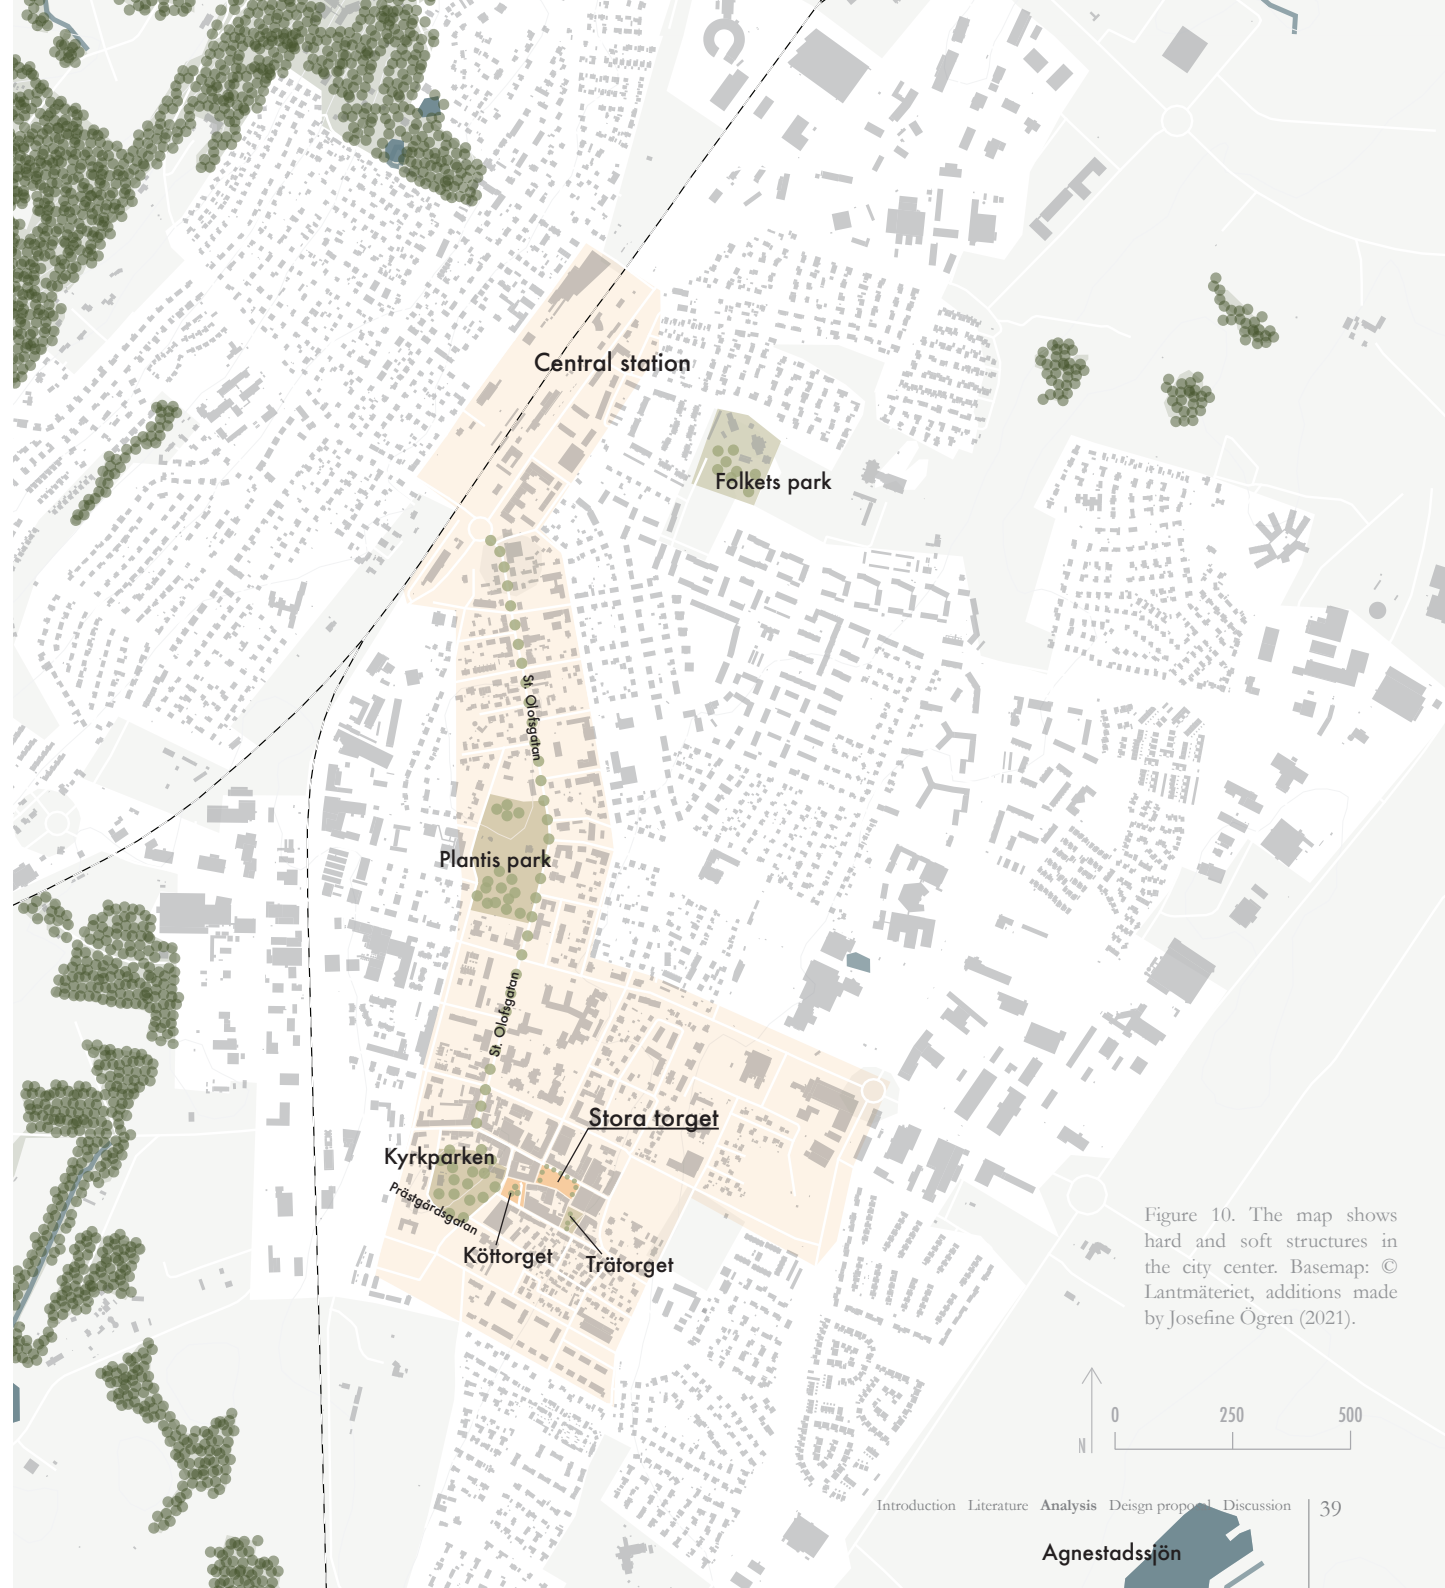 Central station
Folkets park
St. Olofsgatan
Plantis park
St. Olofsgatan
Stora torget
Kyrkparken
Prästgårdsgatan
Köttorget
Trätorget
Figure 10. The map shows
hard and soft structures in
the city center. Basemap: ©
Lantmäteriet, additions made
by Josefine Ögren (2021).
0 250 500
N
Introduction Literature Analysis Deisgn proposal Discussion 39
Agnestadssjön